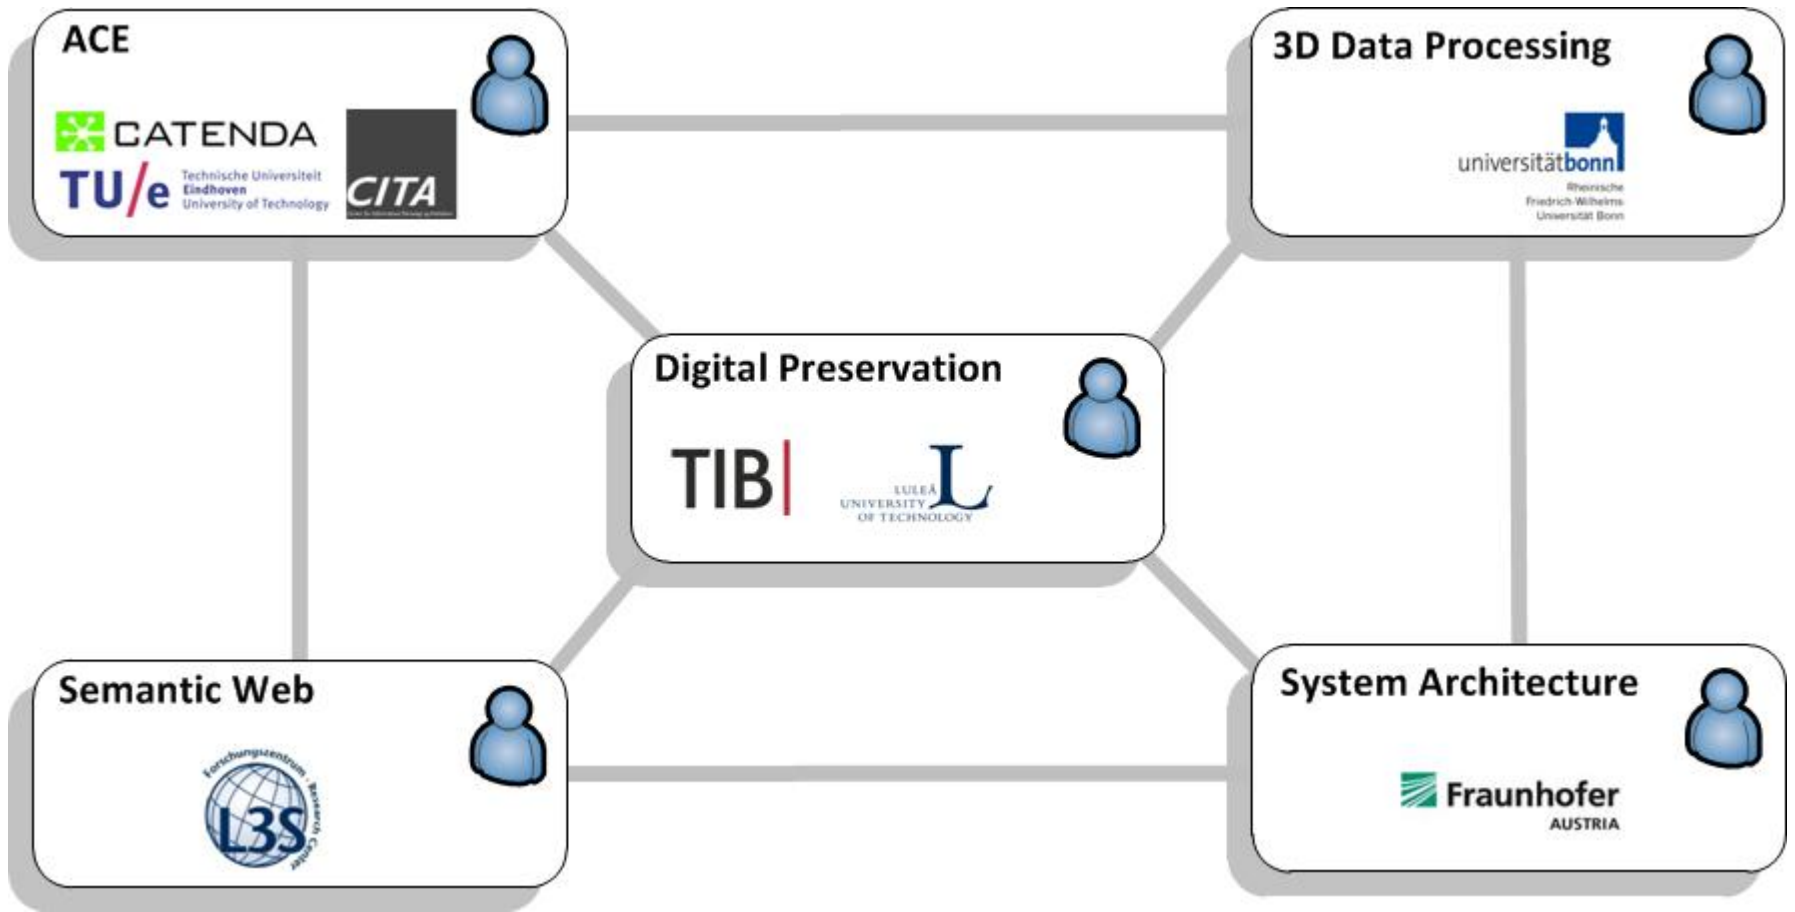 ACE
CATENDA
TU/e
Technische Universiteit
Eindhoven
University of Technology
CITA
3D Data Processing
universitätbonn
Rheinische
Friedrich-Wilhelms-
Universität Bonn
Digital Preservation
TIB
LULEÅ
UNIVERSITY
OF TECHNOLOGY
L
Semantic Web
Forschungszentrum · Research Center
L3S
System Architecture
Fraunhofer
AUSTRIA